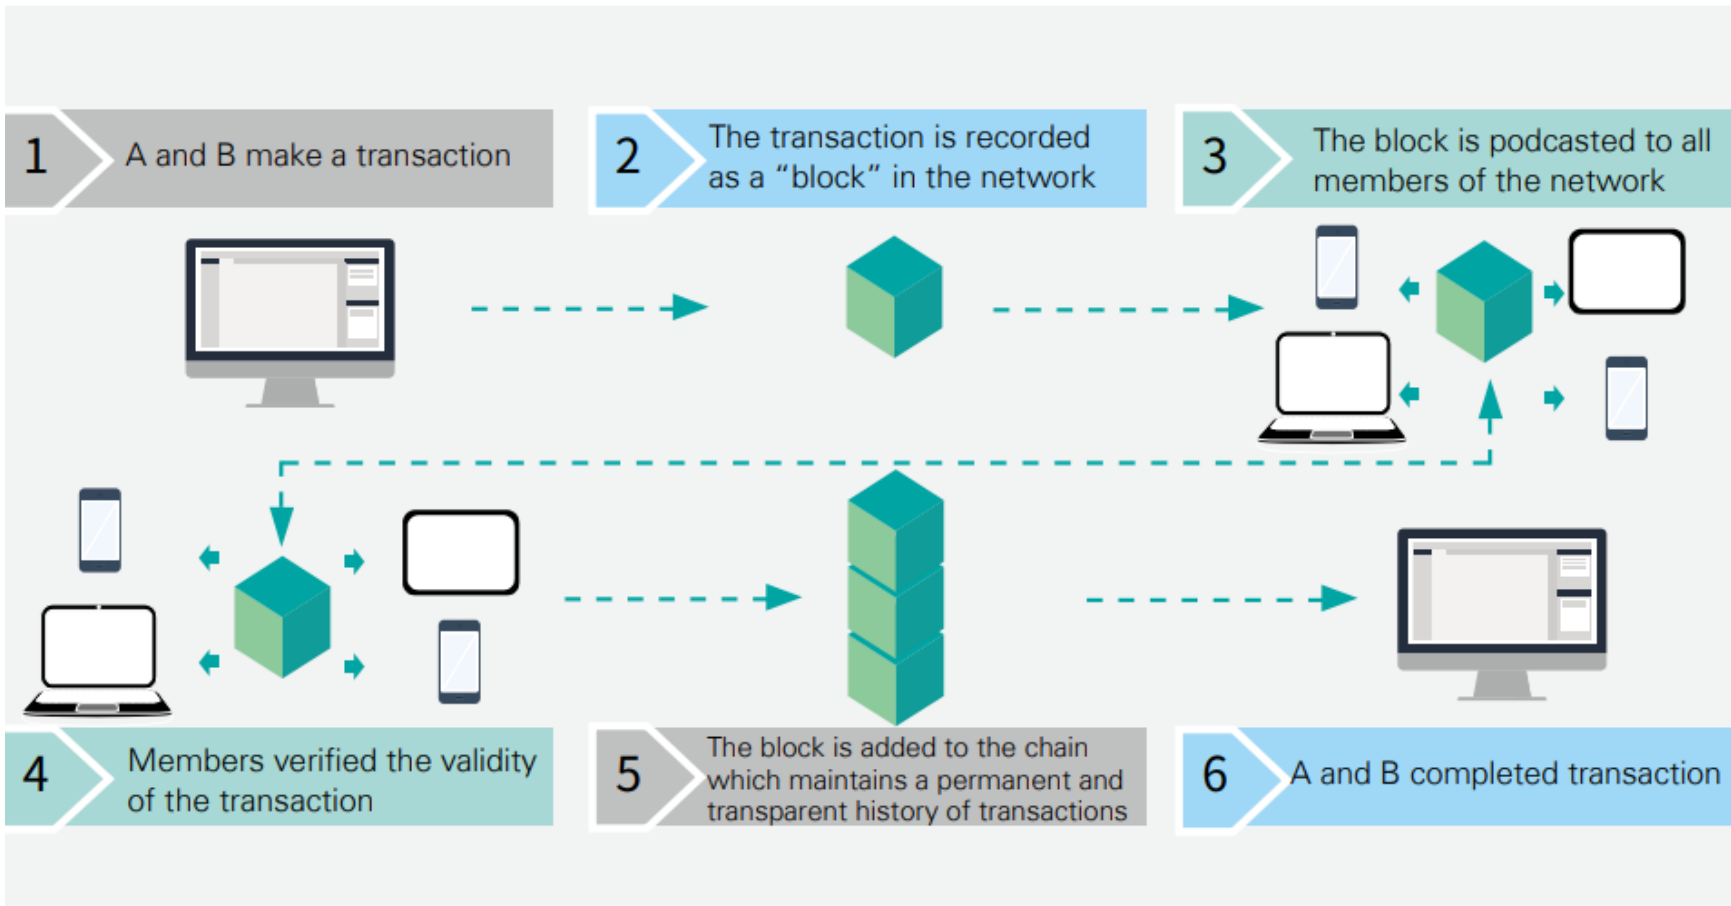 1
A and B make a transaction
2
The transaction is recorded
as a “block” in the network
3
The block is podcasted to all
members of the network
4
Members verified the validity
of the transaction
5
The block is added to the chain
which maintains a permanent and
transparent history of transactions
6
A and B completed transaction